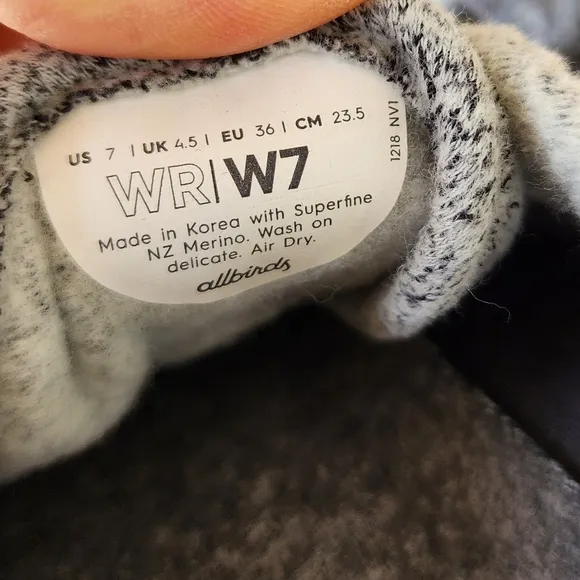 US 7 | UK 4.5 | EU 36 | CM 23.5
WR|W7
Made in Korea with Superfine
NZ Merino. Wash on
delicate. Air Dry.
allbirds
1218 NVI